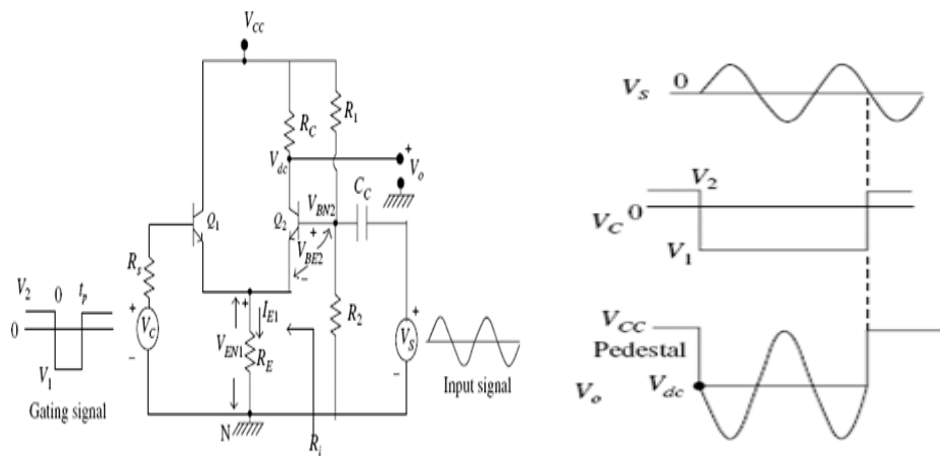 V_CC
R_C
R_1
V_dc
+
V_o
C_C
V_BN2
Q_1
Q_2
+
V_BE2
-
R_s
V_2
0
t_p
0
+
V_C
-
V_1
Gating signal
+
V_EN1
I_E1
R_E
R_2
+
V_S
-
Input signal
N
R_i
V_S
0
V_2
V_C
0
V_1
V_CC
Pedestal
V_o
V_dc